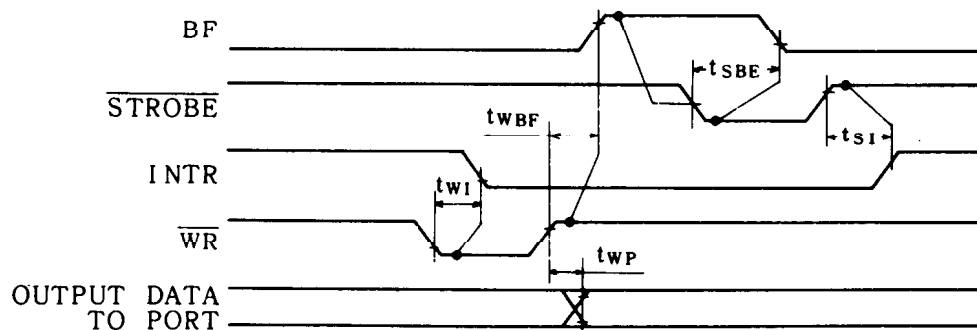 BF
tSBE
STROBE
tWBF
tSI
INTR
tWI
WR
tWP
OUTPUT DATA
TO PORT